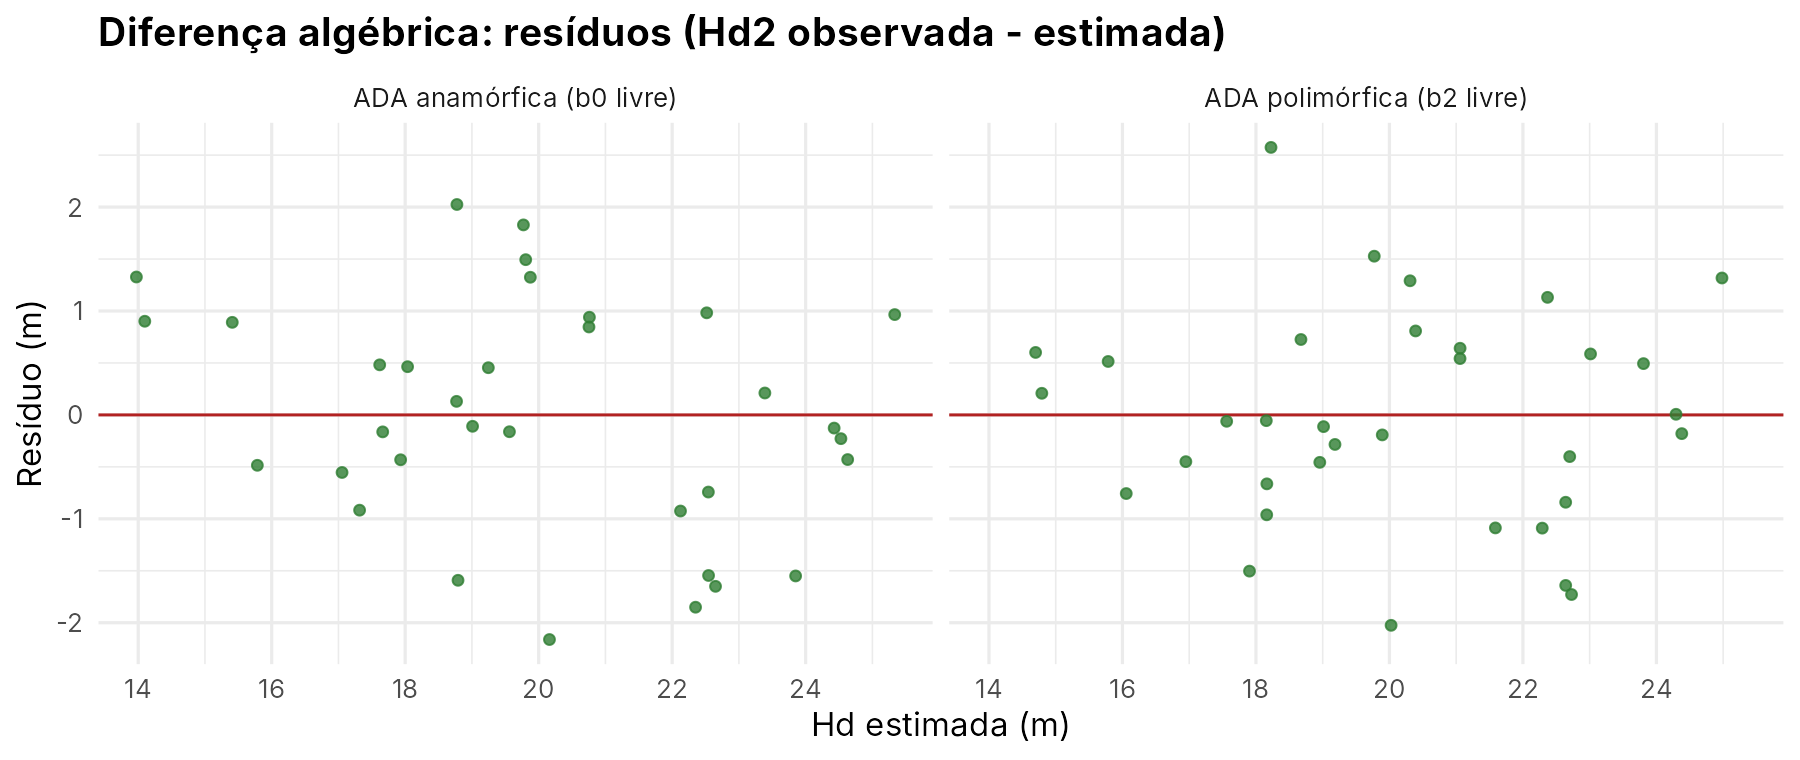 Diferença algébrica: resíduos (Hd2 observada - estimada)
ADA anamórfica (b0 livre)
ADA polimórfica (b2 livre)
Resíduo (m)
2
1
0
-1
-2
14 16 18 20 22 24
14 16 18 20 22 24
Hd estimada (m)